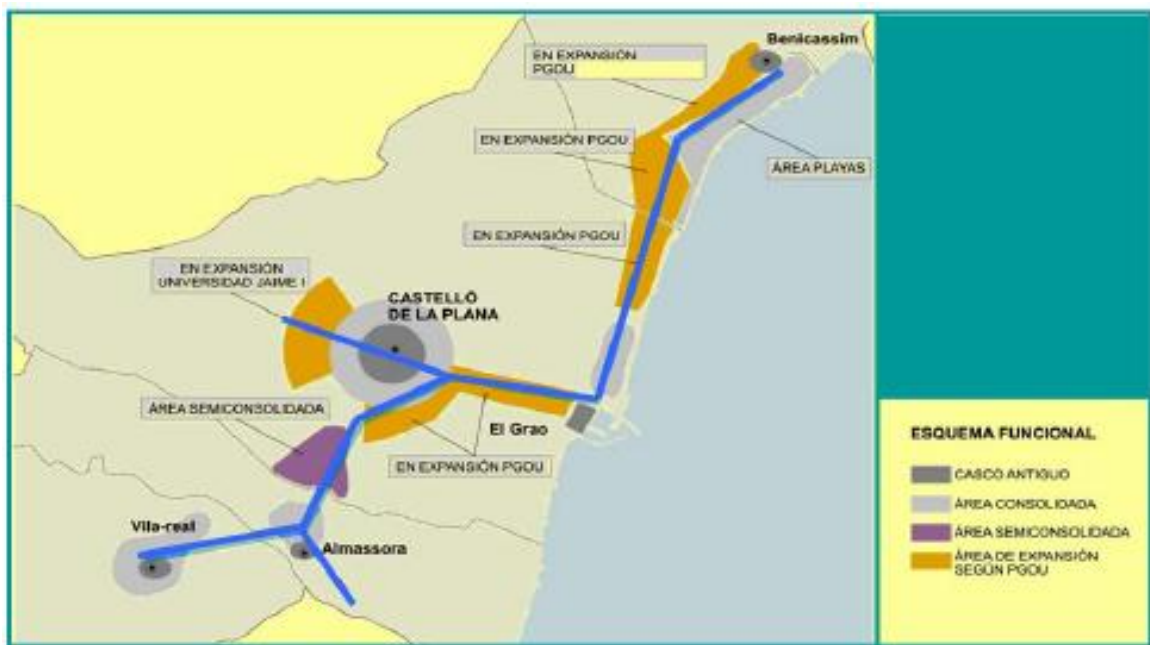 Benicassim
EN EXPANSIÓN
PGOU
EN EXPANSIÓN PGOU
ÁREA PLAYAS
EN EXPANSIÓN PGOU
EN EXPANSIÓN
UNIVERSIDAD JAIME I
CASTELLÓ
DE LA PLANA
ÁREA SEMICONSOLIDADA
El Grao
EN EXPANSIÓN PGOU
Vila-real
Almassora
ESQUEMA FUNCIONAL
CASCO ANTIGUO
ÁREA CONSOLIDADA
ÁREA SEMICONSOLIDADA
ÁREA DE EXPANSIÓN
SEGÚN PGOU